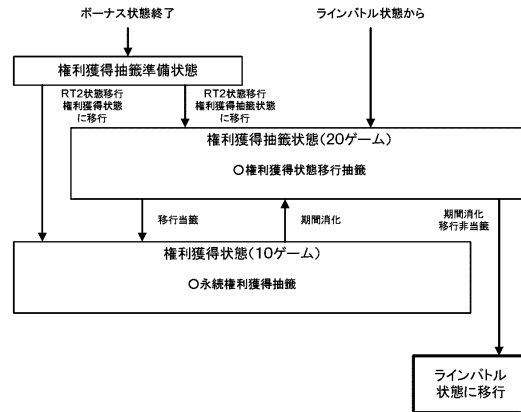 ボーナス状態終了
ラインバトル状態から
権利獲得抽籤準備状態
RT2状態移行
権利獲得状態
に移行
RT2状態移行
権利獲得抽籤状態
に移行
権利獲得抽籤状態(20ゲーム)
○権利獲得状態移行抽籤
移行当籤
期間消化
期間消化
移行非当籤
権利獲得状態(10ゲーム)
○永続権利獲得抽籤
ラインバトル
状態に移行